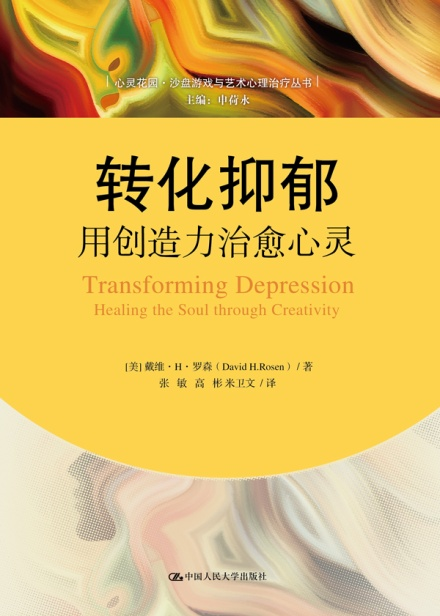 心灵花园·沙盘游戏与艺术心理治疗丛书
主编：申荷永
转化抑郁
用创造力治愈心灵
Transforming Depression
Healing the Soul through Creativity
[美] 戴维·H·罗森（David H.Rosen） / 著
张 敏 高 彬 米卫文 / 译
中国人民大学出版社